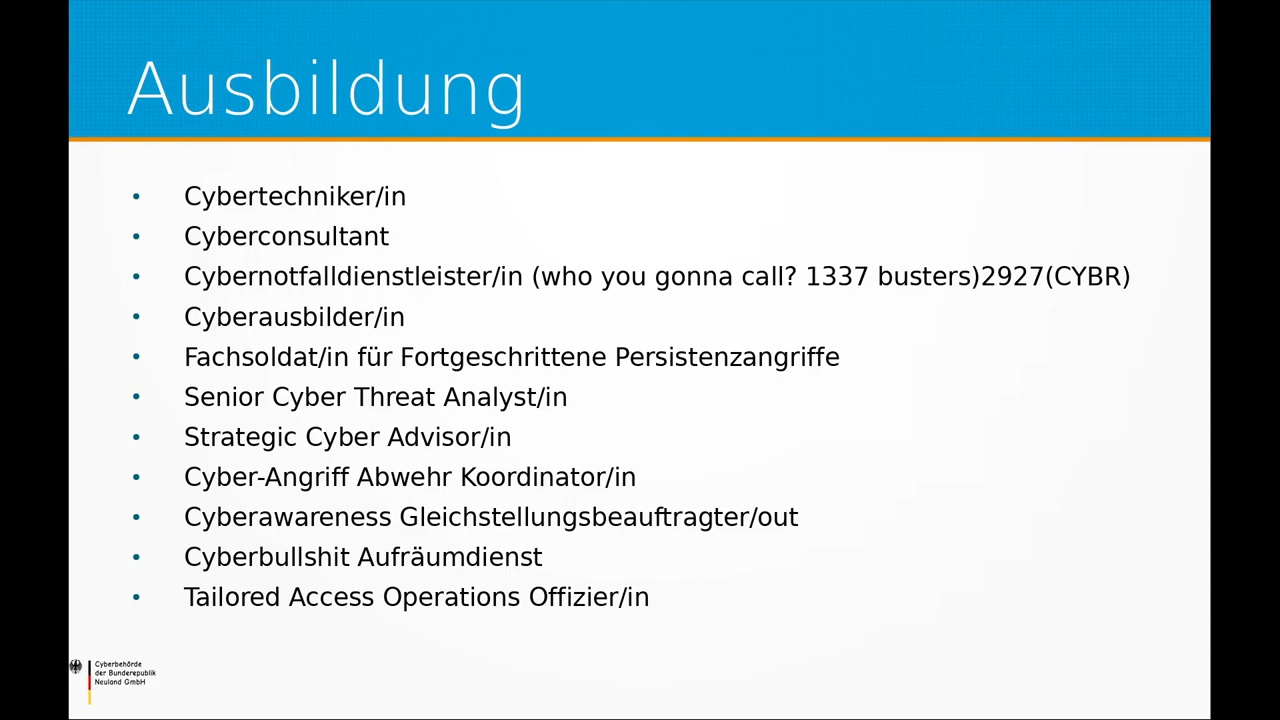 Ausbildung
• Cybertechniker/in
• Cyberconsultant
• Cybernotfalldienstleister/in (who you gonna call? 1337 busters)2927(CYBR)
• Cyberausbilder/in
• Fachsoldat/in für Fortgeschrittene Persistenzangriffe
• Senior Cyber Threat Analyst/in
• Strategic Cyber Advisor/in
• Cyber-Angriff Abwehr Koordinator/in
• Cyberawareness Gleichstellungsbeauftragter/out
• Cyberbullshit Aufräumdienst
• Tailored Access Operations Offizier/in
Cyberbehörde
der Bunderepublik
Neuland GmbH